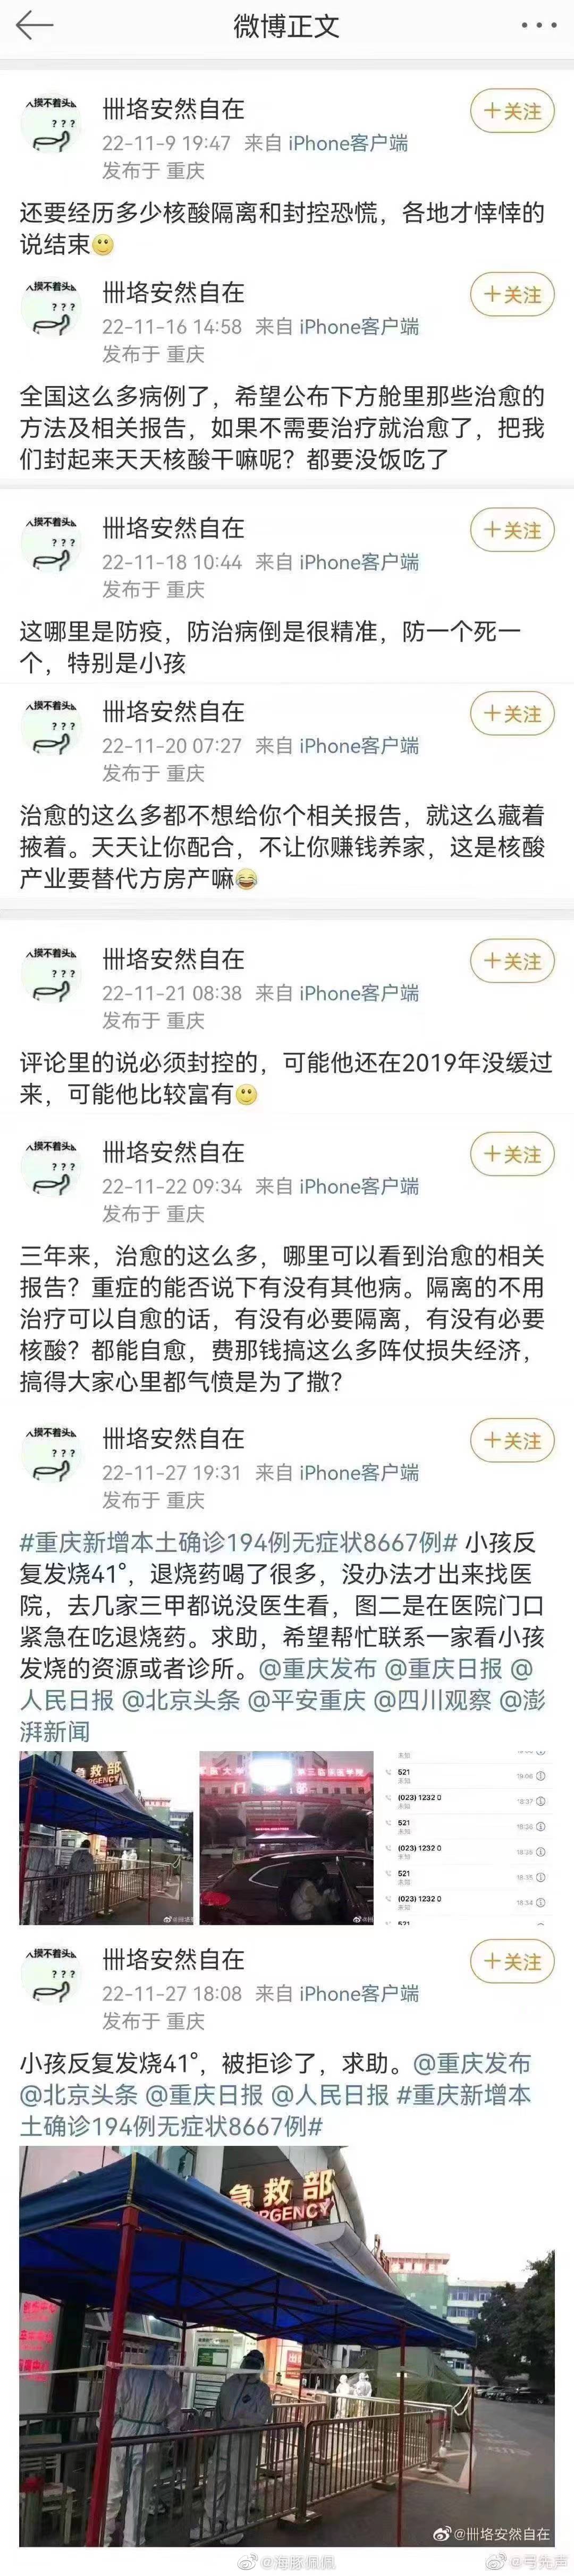 微博正文
卌垎安然自在
+关注
22-11-9 19:47 来自 iPhone客户端
发布于 重庆
还要经历多少核酸隔离和封控恐慌，各地才悻悻的
说结束
卌垎安然自在
+关注
22-11-16 14:58 来自 iPhone客户端
发布于 重庆
全国这么多病例了，希望公布下方舱里那些治愈的
方法及相关报告，如果不需要治疗就治愈了，把我
们封起来天天核酸干嘛呢？都要没饭吃了
卌垎安然自在
+关注
22-11-18 10:44 来自 iPhone客户端
发布于 重庆
这哪里是防疫，防治病倒是很精准，防一个死一
个，特别是小孩
卌垎安然自在
+关注
22-11-20 07:27 来自 iPhone客户端
发布于 重庆
治愈的这么多都不想给你个相关报告，就这么藏着
掖着。天天让你配合，不让你赚钱养家，这是核酸
产业要替代方房产嘛
卌垎安然自在
+关注
22-11-21 08:38 来自 iPhone客户端
发布于 重庆
评论里的说必须封控的，可能他还在2019年没缓过
来，可能他比较富有
卌垎安然自在
+关注
22-11-22 09:34 来自 iPhone客户端
发布于 重庆
三年来，治愈的这么多，哪里可以看到治愈的相关
报告？重症的能否说下有没有其他病。隔离的不用
治疗可以自愈的话，有没有必要隔离，有没有必要
核酸？都能自愈，费那钱搞这么多阵仗损失经济，
搞得大家心里都气愤是为了撒？
卌垎安然自在
+关注
22-11-27 19:31 来自 iPhone客户端
发布于 重庆
#重庆新增本土确诊194例无症状8667例# 小孩反
复发烧41°，退烧药喝了很多，没办法才出来找医
院，去几家三甲都说没医生看，图二是在医院门口
紧急在吃退烧药。求助，希望帮忙联系一家看小孩
发烧的资源或者诊所。@重庆发布 @重庆日报 @
人民日报 @北京头条 @平安重庆 @四川观察 @澎
湃新闻
急救部
521
未知
19:06
(023) 1232 0
未知
18:37
521
未知
(023) 1232 0
未知
521
未知
18:35
(023) 1232 0
未知
18:34
521
卌垎安然自在
+关注
22-11-27 18:08 来自 iPhone客户端
发布于 重庆
小孩反复发烧41°，被拒诊了，求助。@重庆发布
@北京头条 @重庆日报 @人民日报 #重庆新增本
土确诊194例无症状8667例#
急救部
@卌垎安然自在
@海豚佩佩